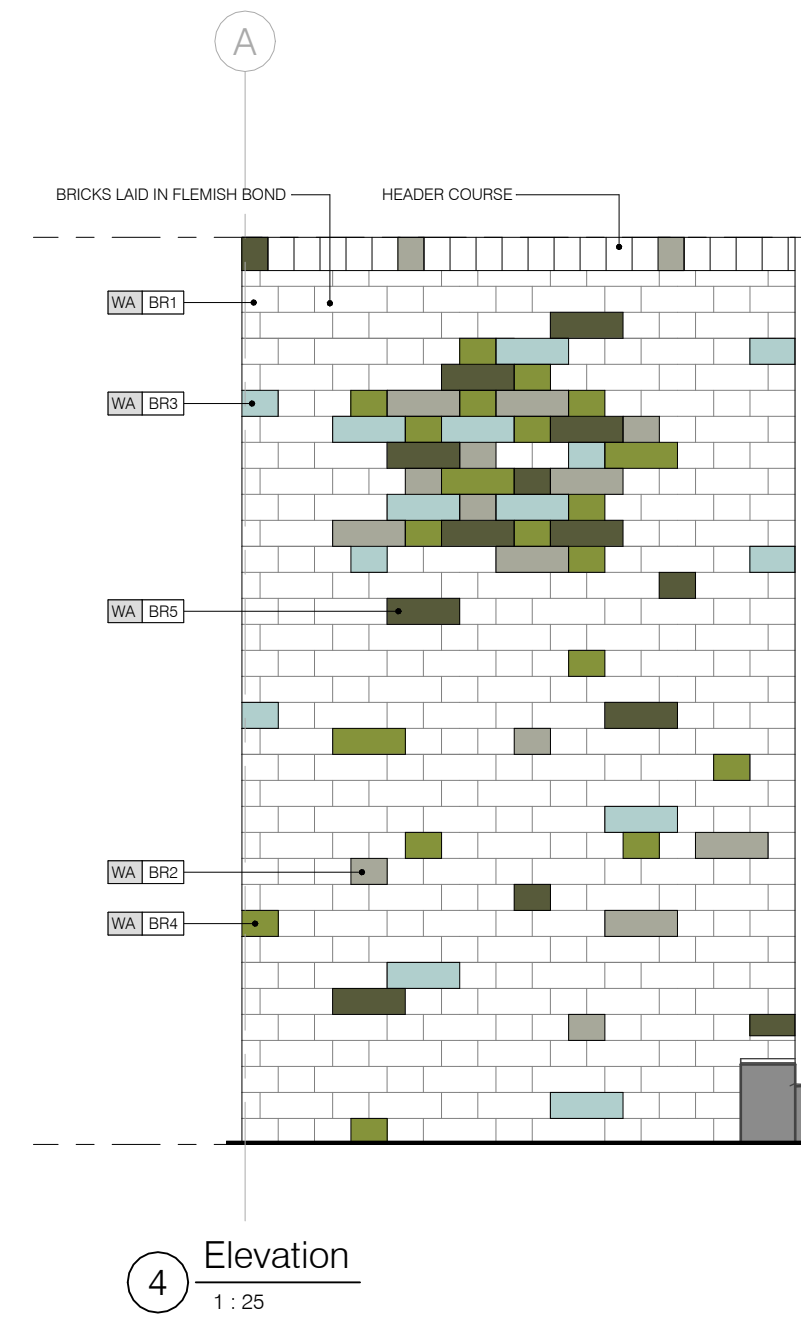 A
BRICKS LAID IN FLEMISH BOND
HEADER COURSE
WA BR1
WA BR3
WA BR5
WA BR2
WA BR4
4 Elevation
1 : 25